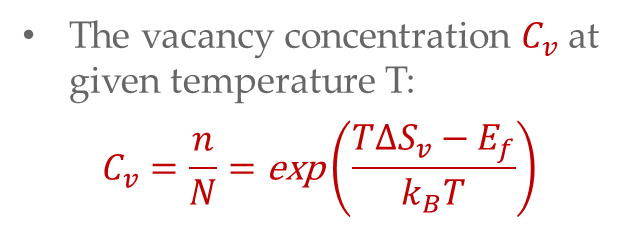 • The vacancy concentration C_v at
given temperature T:
C_v = n/N = exp((TΔS_v − E_f)/(k_B T))